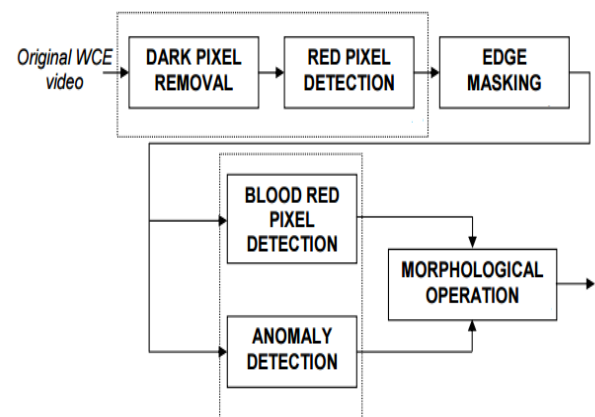 Original WCE
video
DARK PIXEL
REMOVAL
RED PIXEL
DETECTION
EDGE
MASKING
BLOOD RED
PIXEL
DETECTION
ANOMALY
DETECTION
MORPHOLOGICAL
OPERATION